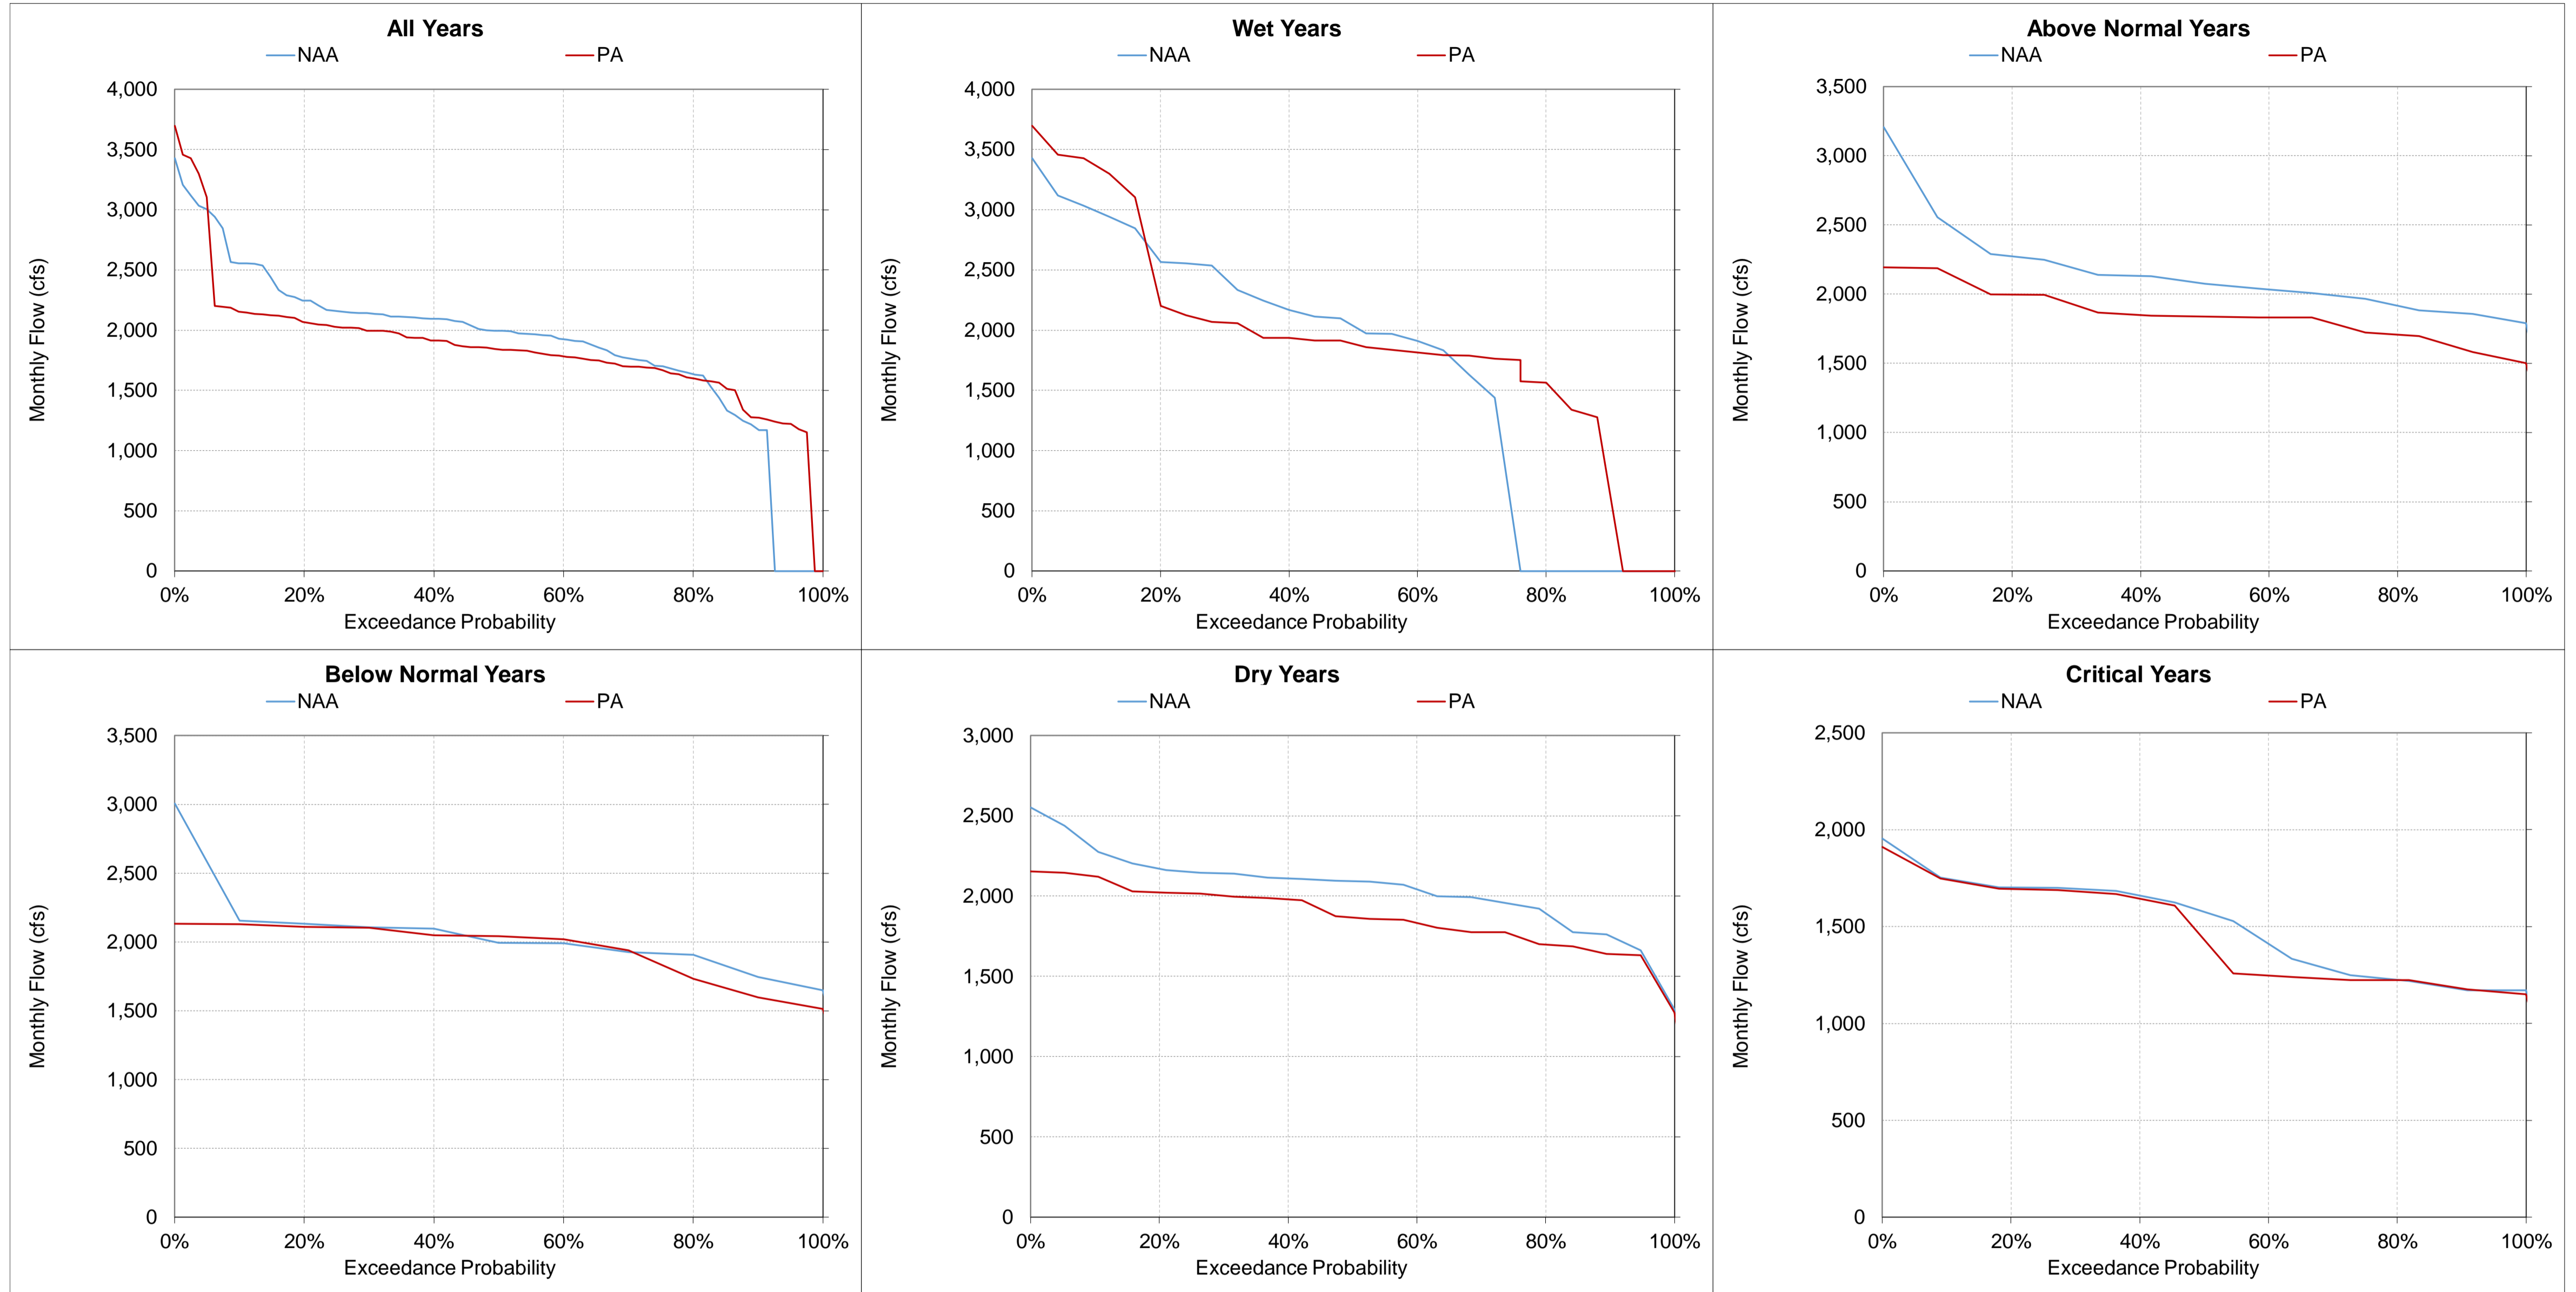 All Years
NAA PA
4,000
3,500
3,000
2,500
2,000
1,500
1,000
500
0
Monthly Flow (cfs)
0% 20% 40% 60% 80% 100%
Exceedance Probability
Wet Years
NAA PA
4,000
3,500
3,000
2,500
2,000
1,500
1,000
500
0
Monthly Flow (cfs)
0% 20% 40% 60% 80% 100%
Exceedance Probability
Above Normal Years
NAA PA
3,500
3,000
2,500
2,000
1,500
1,000
500
0
Monthly Flow (cfs)
0% 20% 40% 60% 80% 100%
Exceedance Probability
Below Normal Years
NAA PA
3,500
3,000
2,500
2,000
1,500
1,000
500
0
Monthly Flow (cfs)
0% 20% 40% 60% 80% 100%
Exceedance Probability
Dry Years
NAA PA
3,000
2,500
2,000
1,500
1,000
500
0
Monthly Flow (cfs)
0% 20% 40% 60% 80% 100%
Exceedance Probability
Critical Years
NAA PA
2,500
2,000
1,500
1,000
500
0
Monthly Flow (cfs)
0% 20% 40% 60% 80% 100%
Exceedance Probability